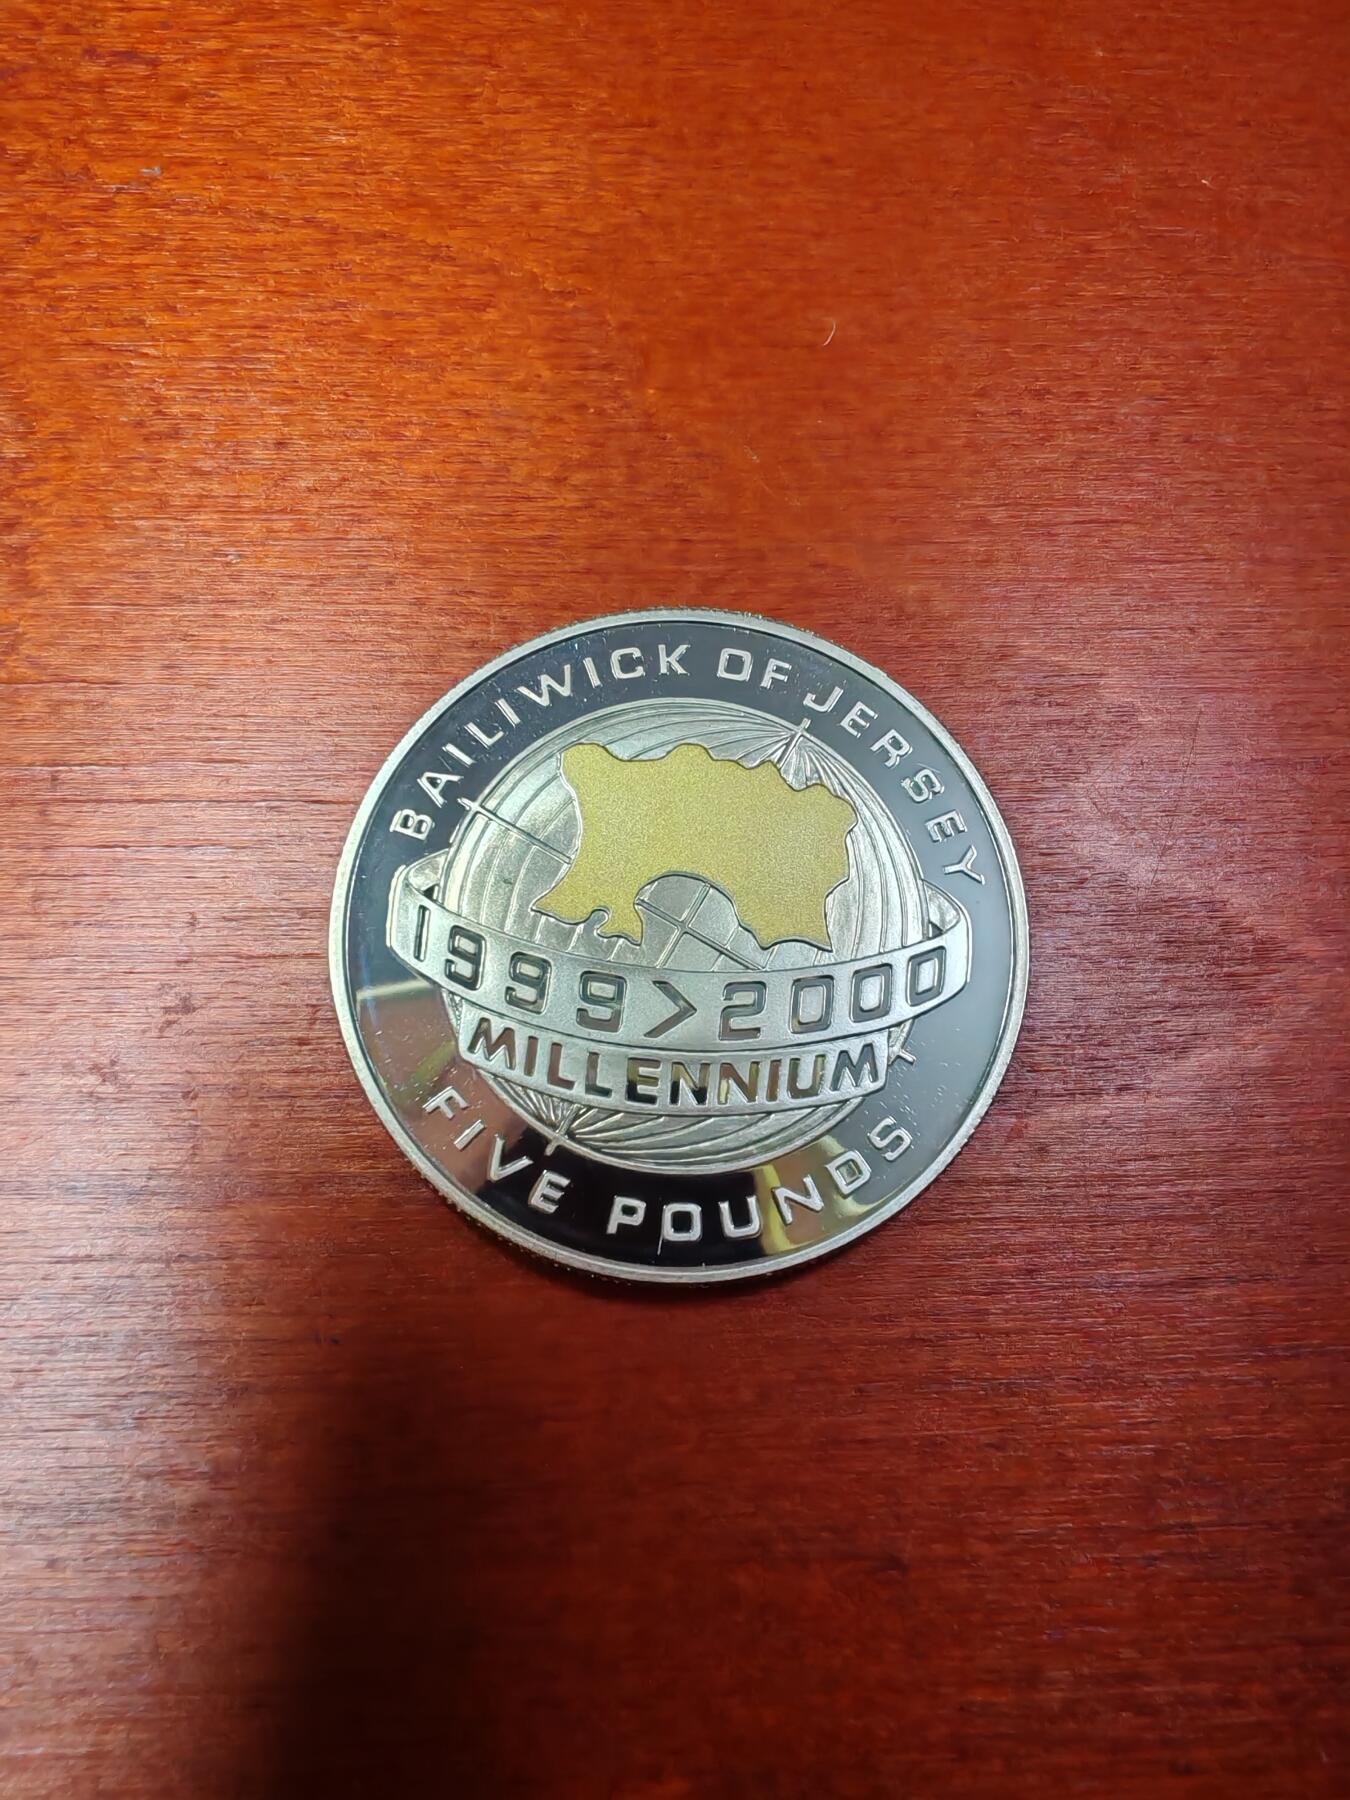 BAILIWICK OF JERSEY
1999>2000
MILLENNIUM
FIVE POUNDS